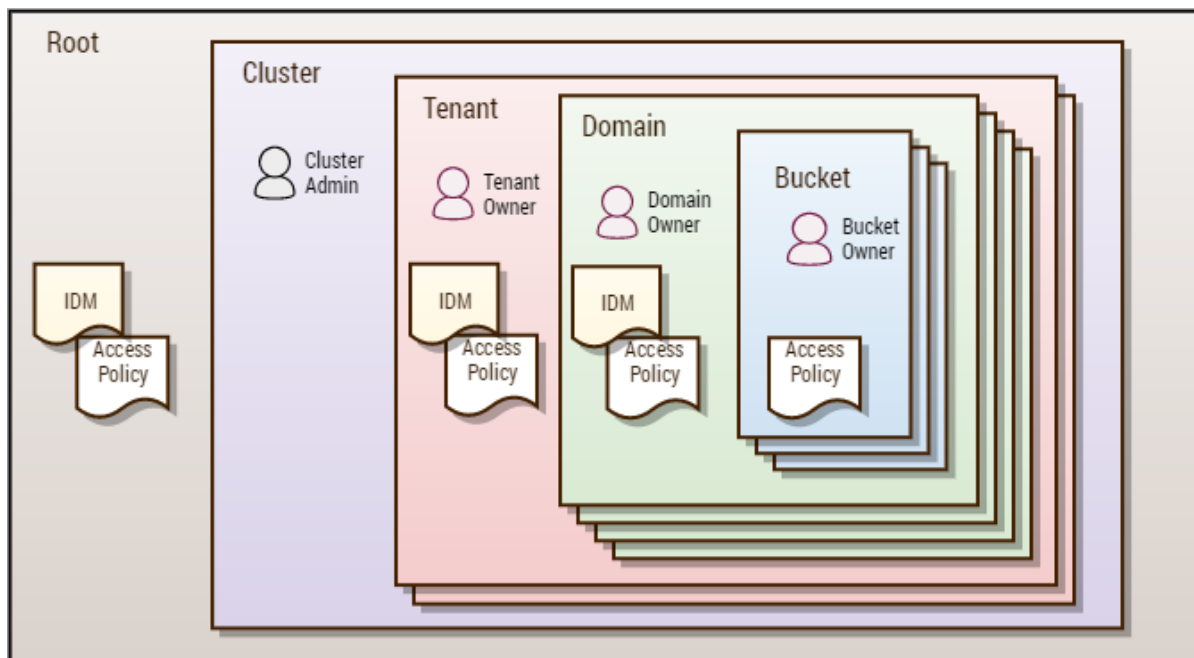 Root
Cluster
Tenant
Domain
Bucket
Cluster
Admin
Tenant
Owner
Domain
Owner
Bucket
Owner
IDM
Access
Policy
IDM
Access
Policy
IDM
Access
Policy
Access
Policy